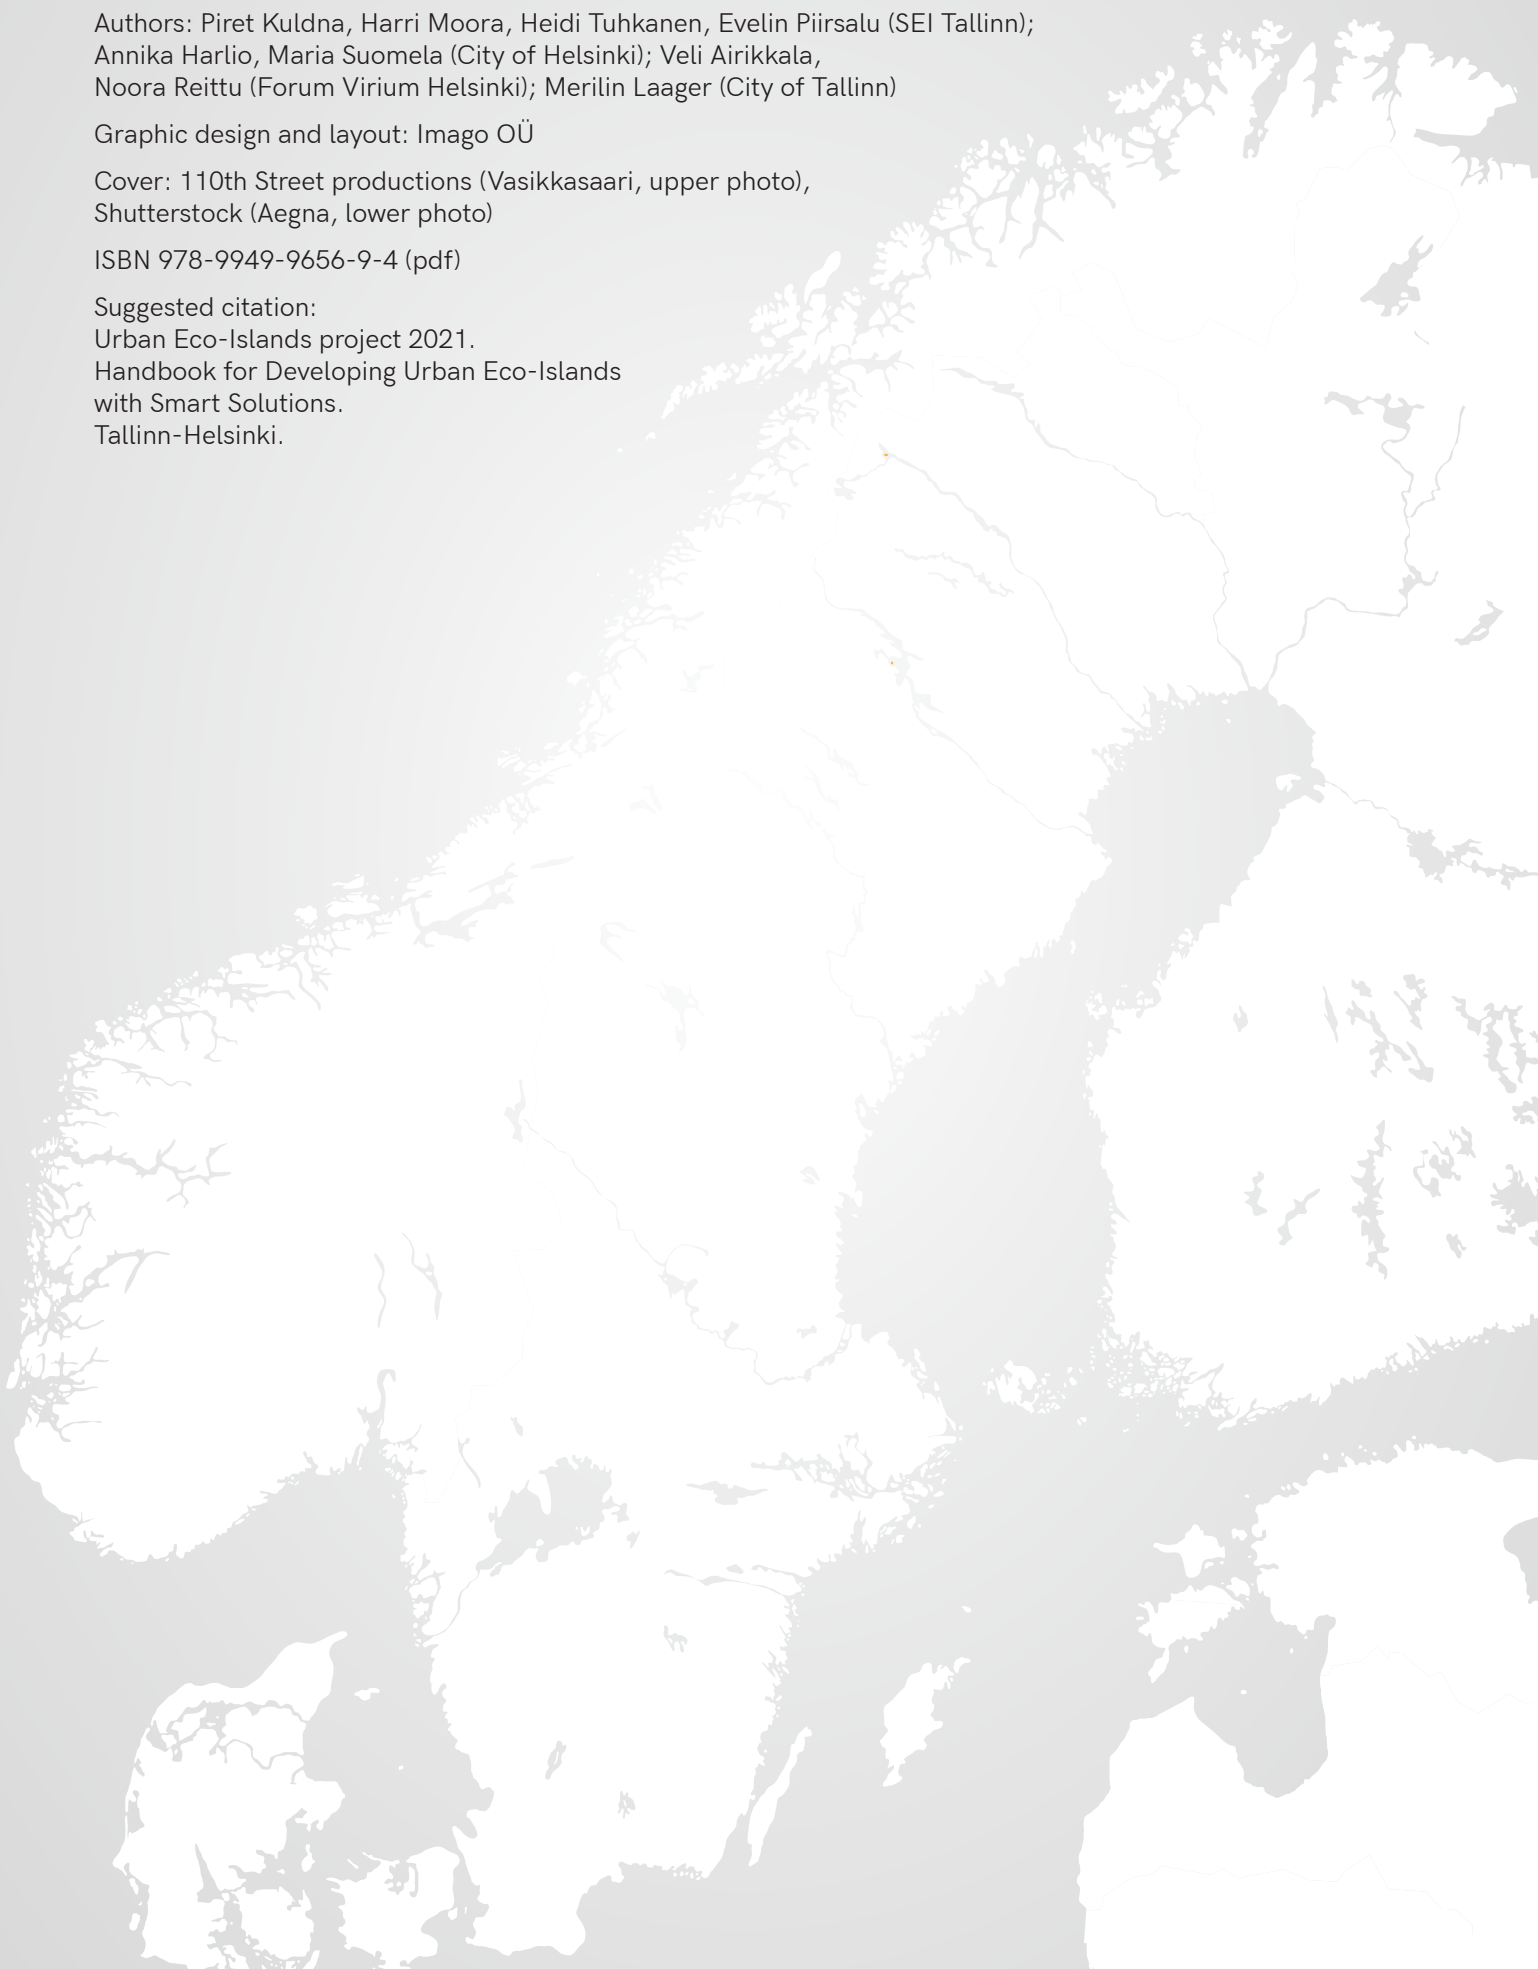 Authors: Piret Kuldna, Harri Moora, Heidi Tuhkanen, Evelin Piirsalu (SEI Tallinn);
Annika Harlio, Maria Suomela (City of Helsinki); Veli Airikkala,
Noora Reittu (Forum Virium Helsinki); Merilin Laager (City of Tallinn)
Graphic design and layout: Imago OÜ
Cover: 110th Street productions (Vasikkasaari, upper photo),
Shutterstock (Aegna, lower photo)
ISBN 978-9949-9656-9-4 (pdf)
Suggested citation:
Urban Eco-Islands project 2021.
Handbook for Developing Urban Eco-Islands
with Smart Solutions.
Tallinn-Helsinki.